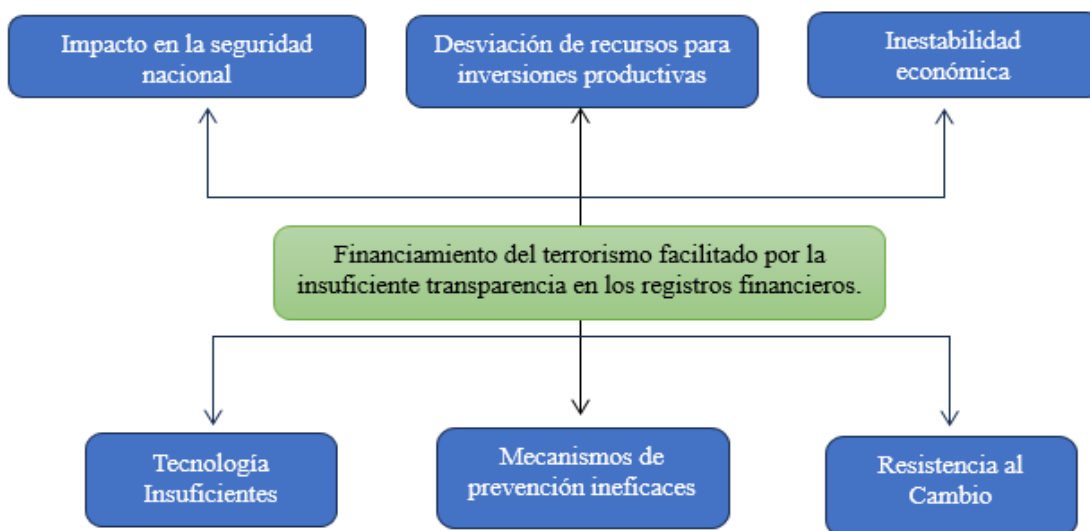 Impacto en la seguridad
nacional
Desviación de recursos para
inversiones productivas
Inestabilidad
económica
Financiamiento del terrorismo facilitado por la
insuficiente transparencia en los registros financieros.
Tecnología
Insuficientes
Mecanismos de
prevención ineficaces
Resistencia al
Cambio